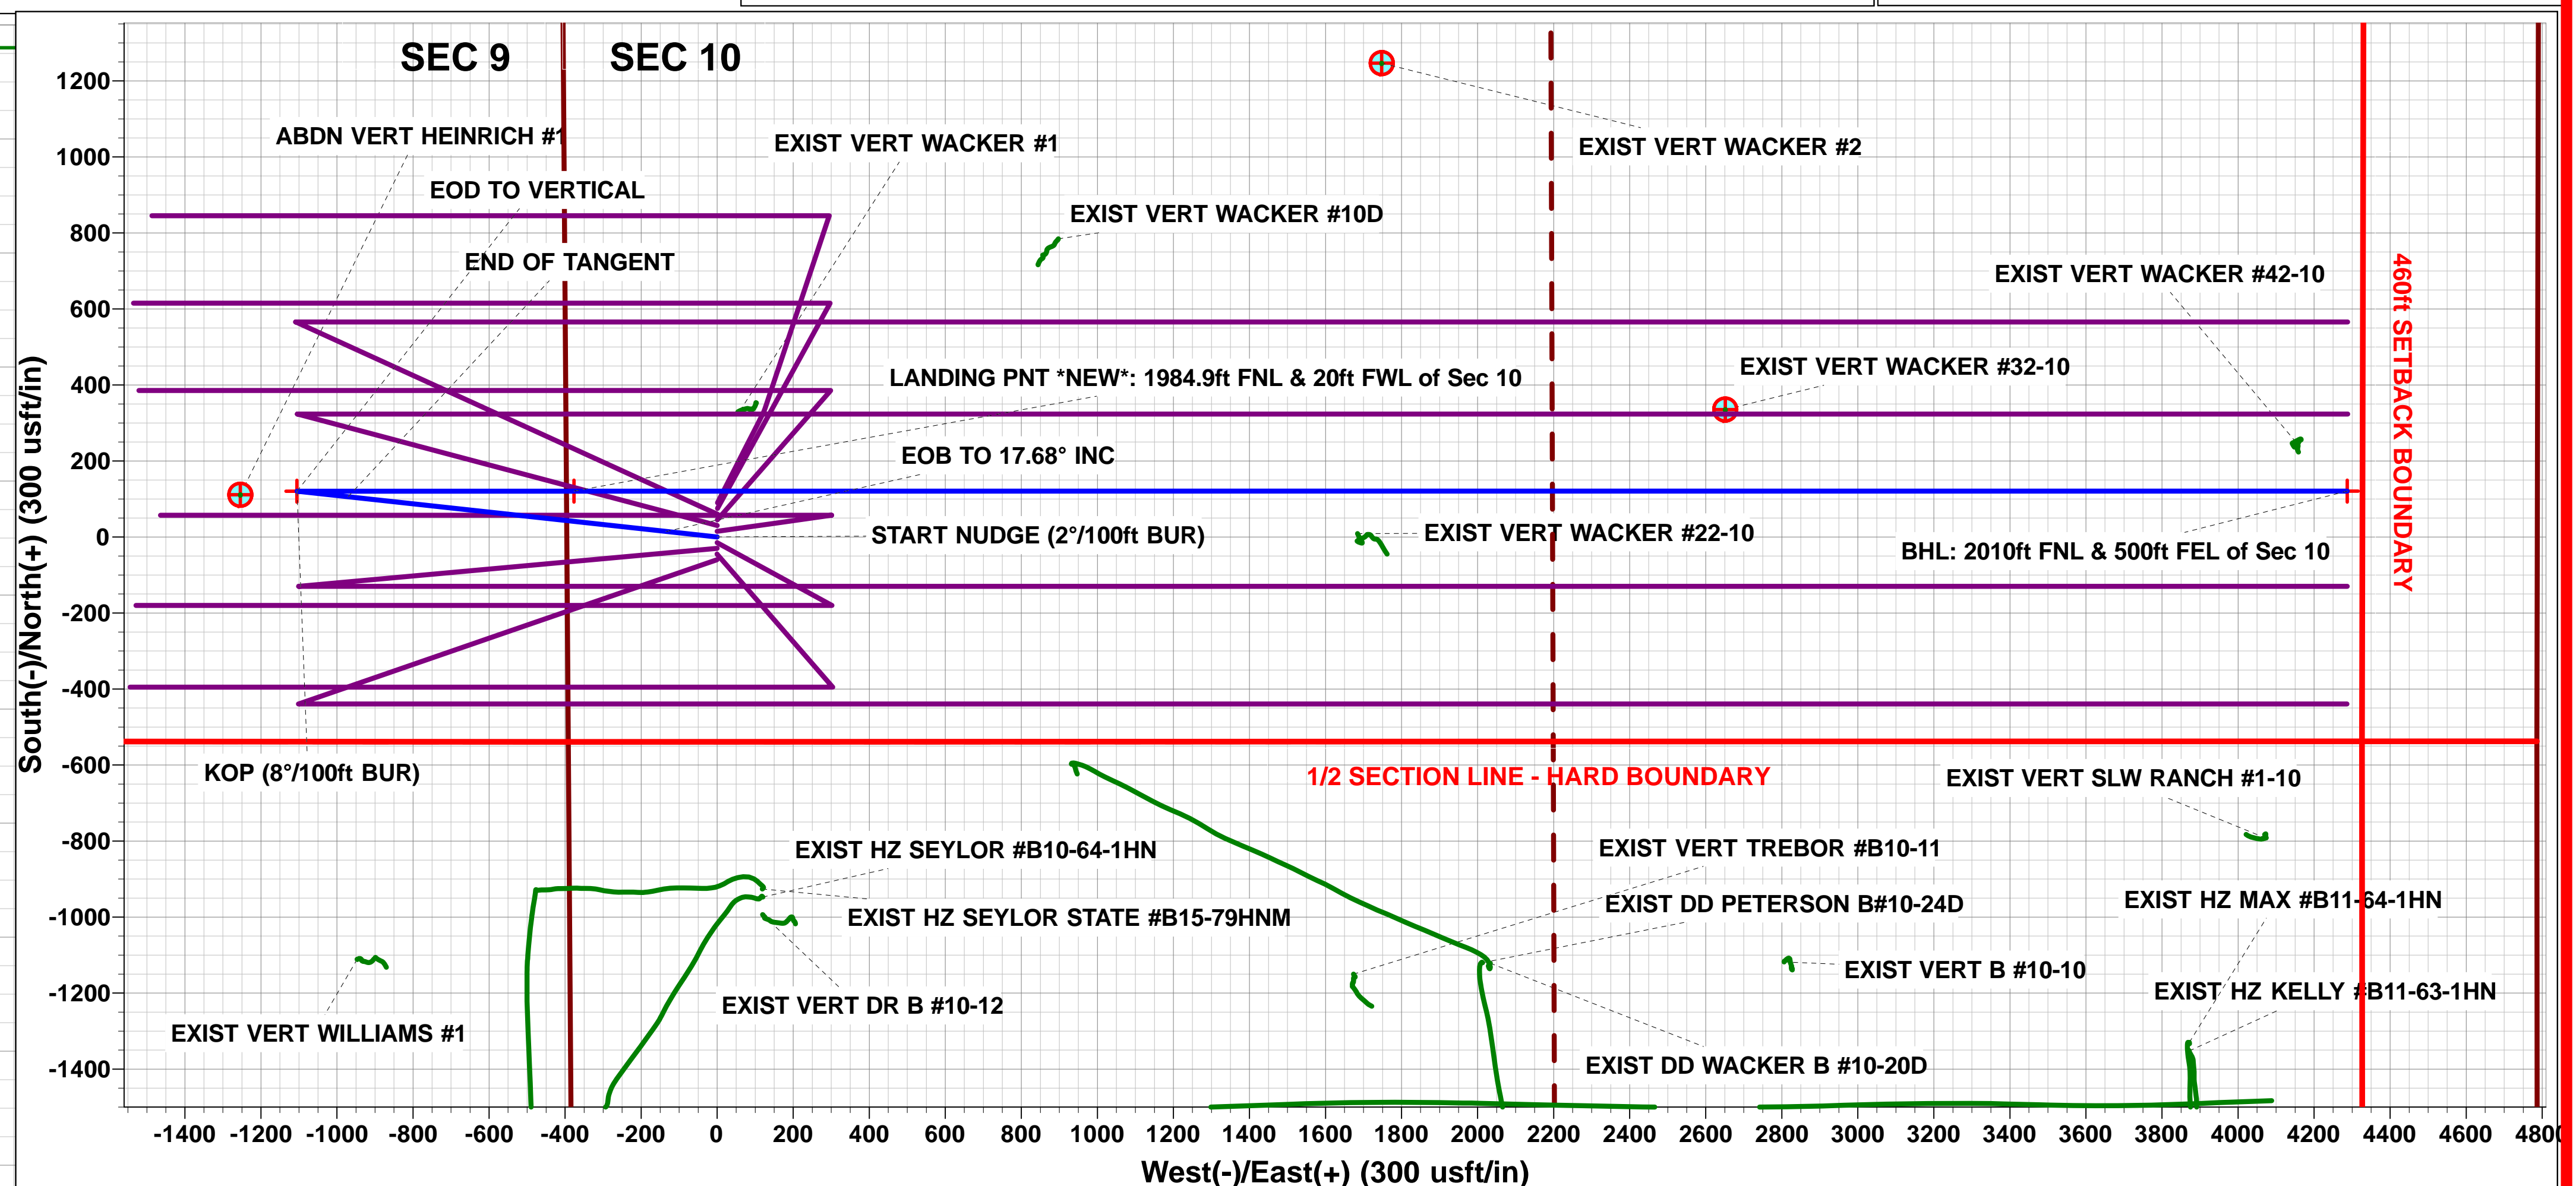 SEC 9
SEC 10
1200
1000
800
600
400
200
0
-200
-400
-600
-800
-1000
-1200
-1400
South(-)/North(+) (300 usft/in)
ABDN VERT HEINRICH #1
EXIST VERT WACKER #1
EXIST VERT WACKER #2
EOD TO VERTICAL
EXIST VERT WACKER #10D
END OF TANGENT
EXIST VERT WACKER #42-10
460ft SETBACK BOUNDARY
EXIST VERT WACKER #32-10
LANDING PNT *NEW*: 1984.9ft FNL & 20ft FWL of Sec 10
EOB TO 17.68° INC
START NUDGE (2°/100ft BUR)
EXIST VERT WACKER #22-10
BHL: 2010ft FNL & 500ft FEL of Sec 10
KOP (8°/100ft BUR)
1/2 SECTION LINE - HARD BOUNDARY
EXIST VERT SLW RANCH #1-10
EXIST HZ SEYLOR #B10-64-1HN
EXIST VERT TREBOR #B10-11
EXIST HZ MAX #B11-64-1HN
EXIST DD PETERSON B#10-24D
EXIST HZ SEYLOR STATE #B15-79HNM
EXIST VERT B #10-10
EXIST HZ KELLY #B11-63-1HN
EXIST VERT DR B #10-12
EXIST VERT WILLIAMS #1
EXIST DD WACKER B #10-20D
-1400 -1200 -1000 -800 -600 -400 -200 0 200 400 600 800 1000 1200 1400 1600 1800 2000 2200 2400 2600 2800 3000 3200 3400 3600 3800 4000 4200 4400 4600 4800
West(-)/East(+) (300 usft/in)